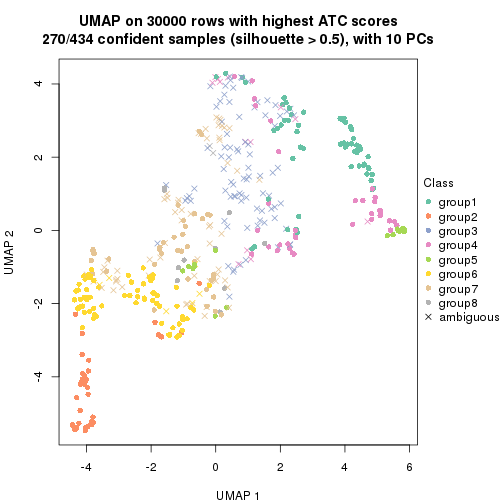 UMAP on 30000 rows with highest ATC scores
270/434 confident samples (silhouette > 0.5), with 10 PCs
4
2
0
-2
-4
UMAP 2
-4
-2
0
2
4
6
UMAP 1
Class
group1
group2
group3
group4
group5
group6
group7
group8
ambiguous